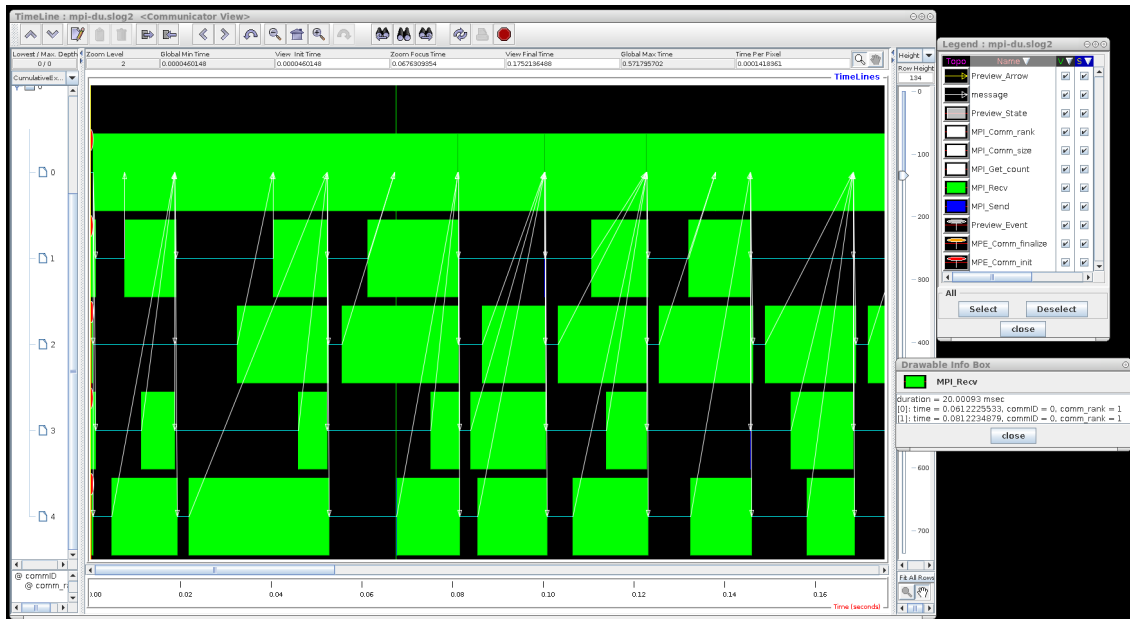 TimeLine : mpi-du.slog2  <Communicator View>
Lowest / Max. Depth
0 / 0
Zoom Level
2
Global Min Time
0.0000460148
View  Init Time
0.0000460148
Zoom Focus Time
0.0676309354
View Final Time
0.1752136488
Global Max Time
0.571795702
Time Per Pixel
0.0001418361
CumulativeEx...
TimeLines
0
0
1
2
3
4
@ commID
@ comm_r
0.00
0.02
0.04
0.06
0.08
0.10
0.12
0.14
0.16
Time (seconds)
Height
Row Height
134
0
100
200
300
400
600
700
Fit All Rows
Legend : mpi-du.slog2
Topo
Name
V
S
Preview_Arrow
message
Preview_State
MPI_Comm_rank
MPI_Comm_size
MPI_Get_count
MPI_Recv
MPI_Send
Preview_Event
MPE_Comm_finalize
MPE_Comm_init
All
Select
Deselect
close
Drawable Info Box
MPI_Recv
duration = 20.00093 msec
[0]: time = 0.0612225533, commID = 0, comm_rank = 1
[1]: time = 0.0812234879, commID = 0, comm_rank = 1
close